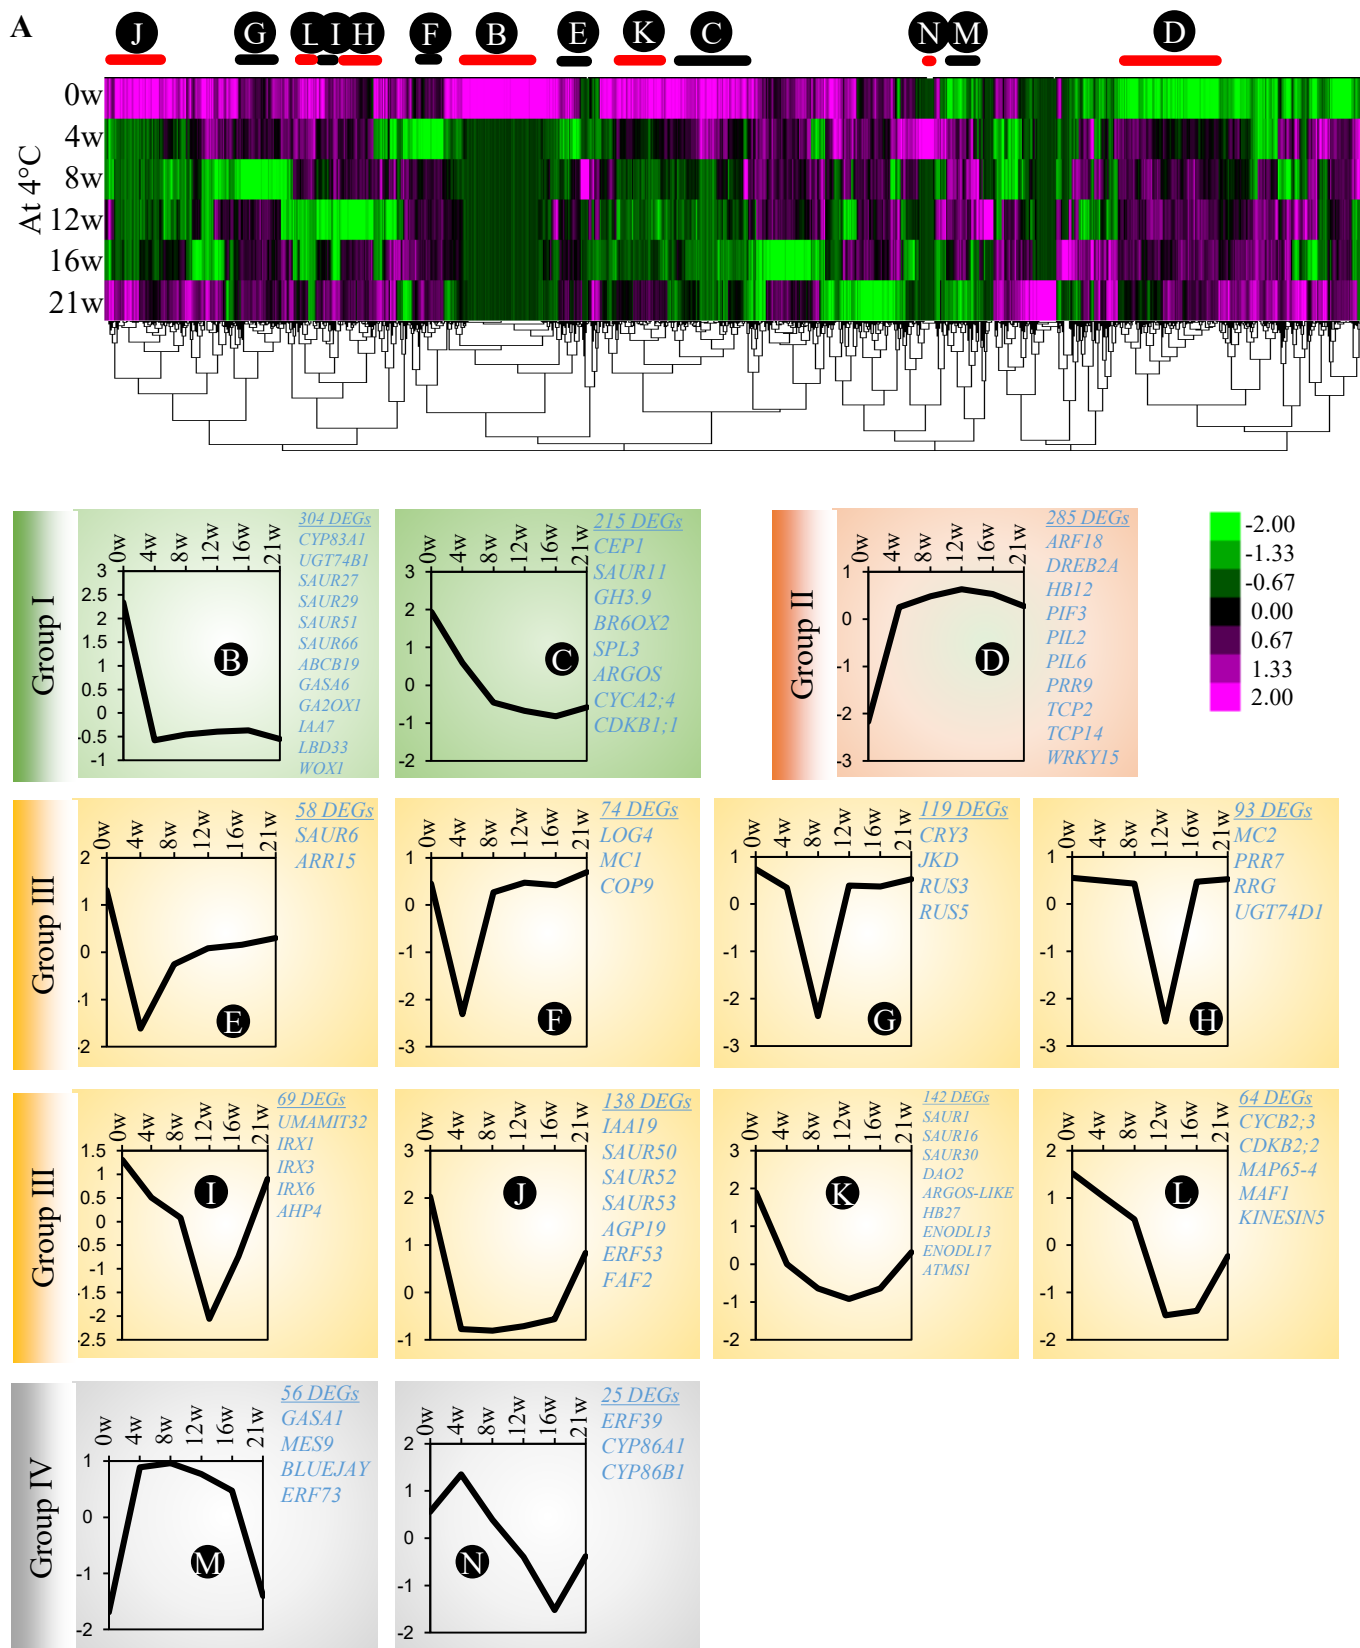 A
J G L I H F B E K C N M D
At 4°C
0w
4w
8w
12w
16w
21w
Group I
0w 4w 8w 12w 16w 21w
3
2.5
2
1.5
1
0.5
0
-0.5
-1
B
304 DEGs
CYP83A1
UGT74B1
SAUR27
SAUR29
SAUR51
SAUR66
ABCB19
GASA6
GA2OX1
IAA7
LBD33
WOX1
0w 4w 8w 12w 16w 21w
3
2
1
0
-1
-2
C
215 DEGs
CEP1
SAUR11
GH3.9
BR6OX2
SPL3
ARGOS
CYCA2;4
CDKB1;1
Group II
0w 4w 8w 12w 16w 21w
1
0
-1
-2
-3
D
285 DEGs
ARF18
DREB2A
HB12
PIF3
PIL2
PIL6
PRR9
TCP2
TCP14
WRKY15
-2.00
-1.33
-0.67
0.00
0.67
1.33
2.00
Group III
0w 4w 8w 12w 16w 21w
2
1
0
-1
-2
E
58 DEGs
SAUR6
ARR15
0w 4w 8w 12w 16w 21w
1
0
-1
-2
-3
F
74 DEGs
LOG4
MC1
COP9
0w 4w 8w 12w 16w 21w
1
0
-1
-2
-3
G
119 DEGs
CRY3
JKD
RUS3
RUS5
0w 4w 8w 12w 16w 21w
1
0
-1
-2
-3
H
93 DEGs
MC2
PRR7
RRG
UGT74D1
Group III
0w 4w 8w 12w 16w 21w
1.5
1
0.5
0
-0.5
-1
-1.5
-2
-2.5
I
69 DEGs
UMAMIT32
IRX1
IRX3
IRX6
AHP4
0w 4w 8w 12w 16w 21w
3
2
1
0
-1
J
138 DEGs
IAA19
SAUR50
SAUR52
SAUR53
AGP19
ERF53
FAF2
0w 4w 8w 12w 16w 21w
3
2
1
0
-1
-2
K
142 DEGs
SAUR1
SAUR16
SAUR30
DAO2
ARGOS-LIKE
HB27
ENODL13
ENODL17
ATMS1
0w 4w 8w 12w 16w 21w
2
1
0
-1
-2
L
64 DEGs
CYCB2;3
CDKB2;2
MAP65-4
MAF1
KINESIN5
Group IV
0w 4w 8w 12w 16w 21w
1
0
-1
-2
M
56 DEGs
GASA1
MES9
BLUEJAY
ERF73
0w 4w 8w 12w 16w 21w
2
1
0
-1
-2
N
25 DEGs
ERF39
CYP86A1
CYP86B1